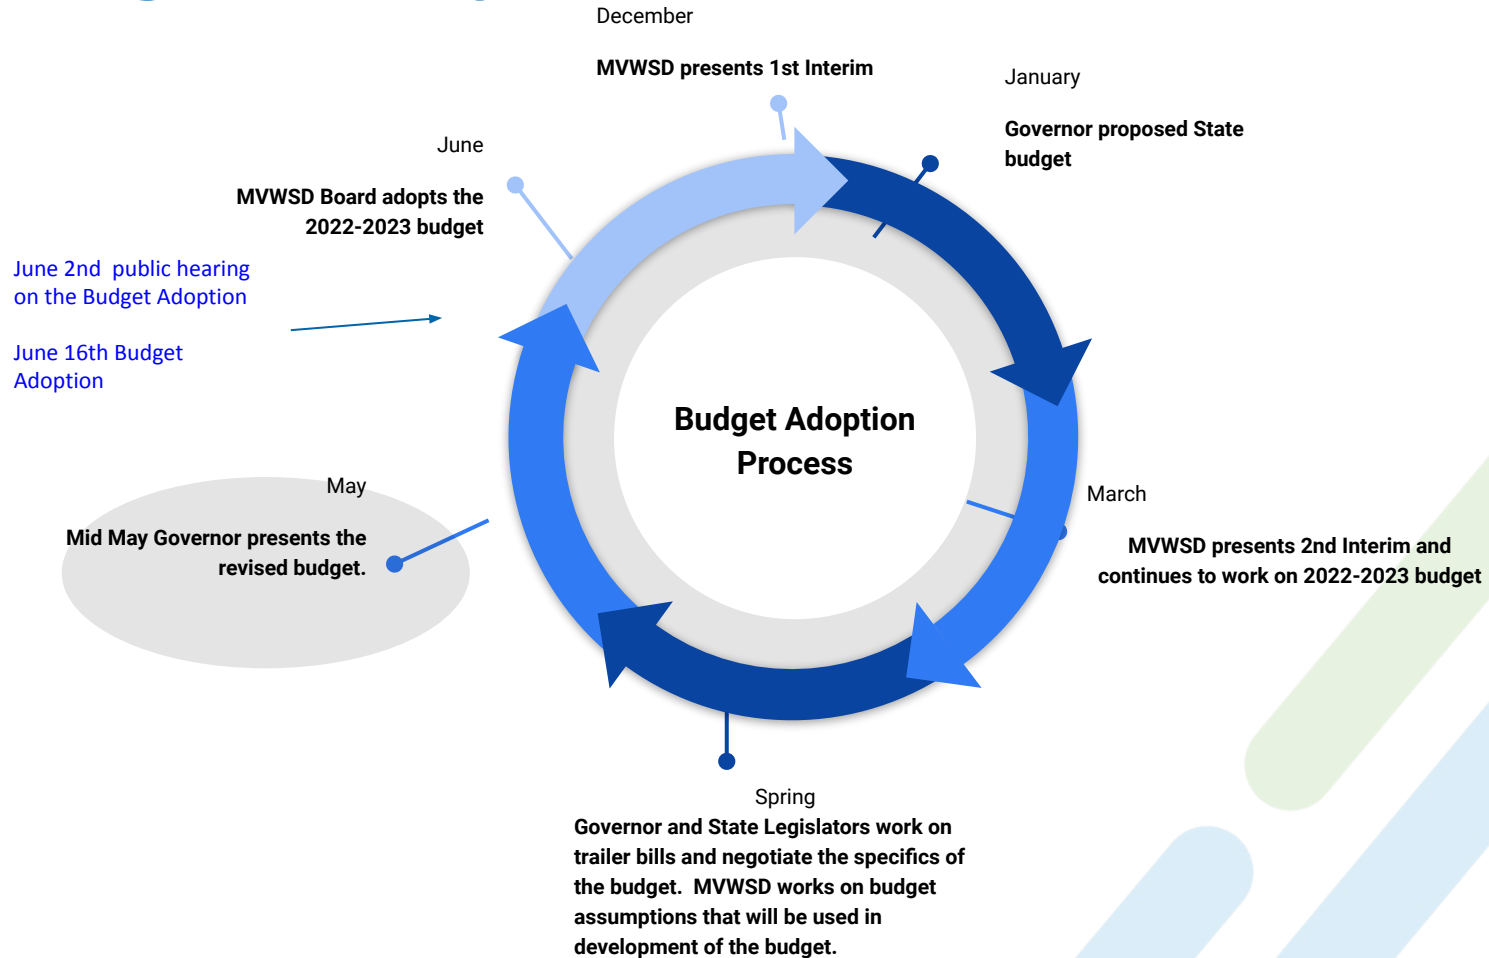 December
MVWSD presents 1st Interim
January
Governor proposed State
budget
June
MVWSD Board adopts the
2022-2023 budget
June 2nd public hearing
on the Budget Adoption
June 16th Budget
Adoption
Budget Adoption
Process
May
Mid May Governor presents the
revised budget.
March
MVWSD presents 2nd Interim and
continues to work on 2022-2023 budget
Spring
Governor and State Legislators work on
trailer bills and negotiate the specifics of
the budget. MVWSD works on budget
assumptions that will be used in
development of the budget.